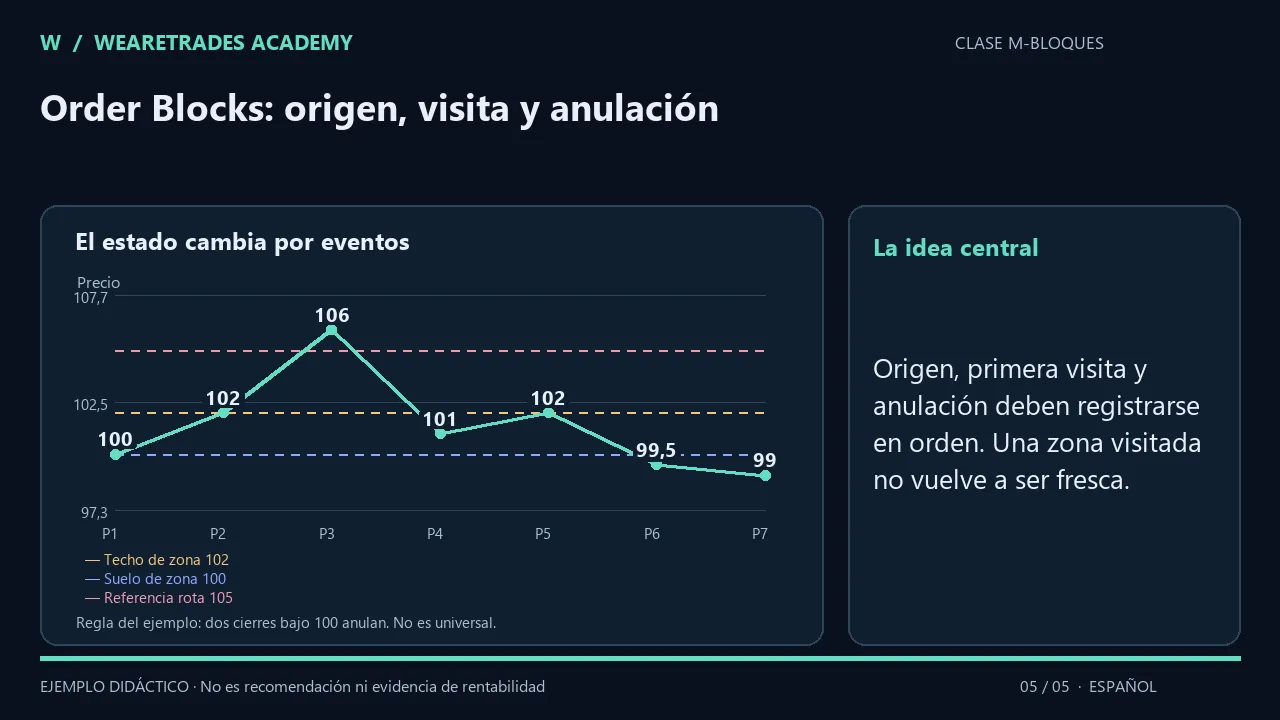 W / WEARETRADES ACADEMY
CLASE M-BLOQUES
Order Blocks: origen, visita y anulación
El estado cambia por eventos
Precio
107,7
102,5
97,3
100
102
106
101
102
99,5
99
P1
P2
P3
P4
P5
P6
P7
— Techo de zona 102
— Suelo de zona 100
— Referencia rota 105
Regla del ejemplo: dos cierres bajo 100 anulan. No es universal.
La idea central
Origen, primera visita y
anulación deben registrarse
en orden. Una zona visitada
no vuelve a ser fresca.
EJEMPLO DIDÁCTICO · No es recomendación ni evidencia de rentabilidad
05 / 05 · ESPAÑOL